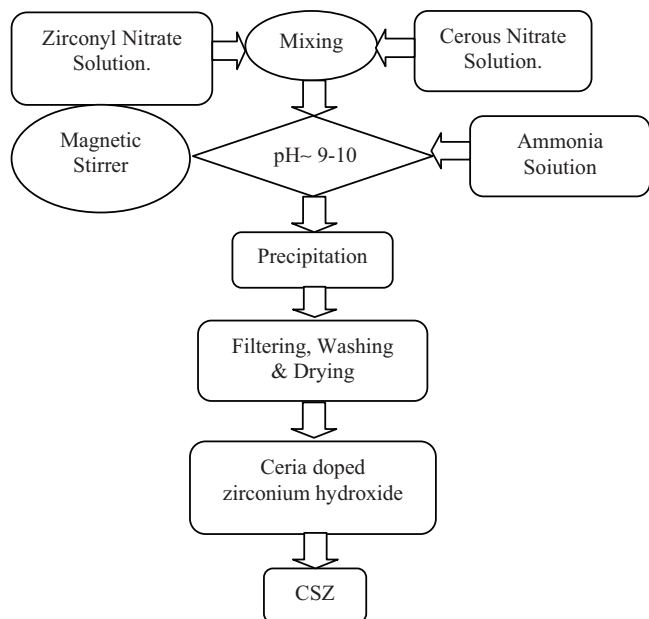 Zirconyl Nitrate
Solution.
Mixing
Cerous Nitrate
Solution.
Magnetic
Stirrer
pH~ 9-10
Ammonia
Soiution
Precipitation
Filtering, Washing
& Drying
Ceria doped
zirconium hydroxide
CSZ